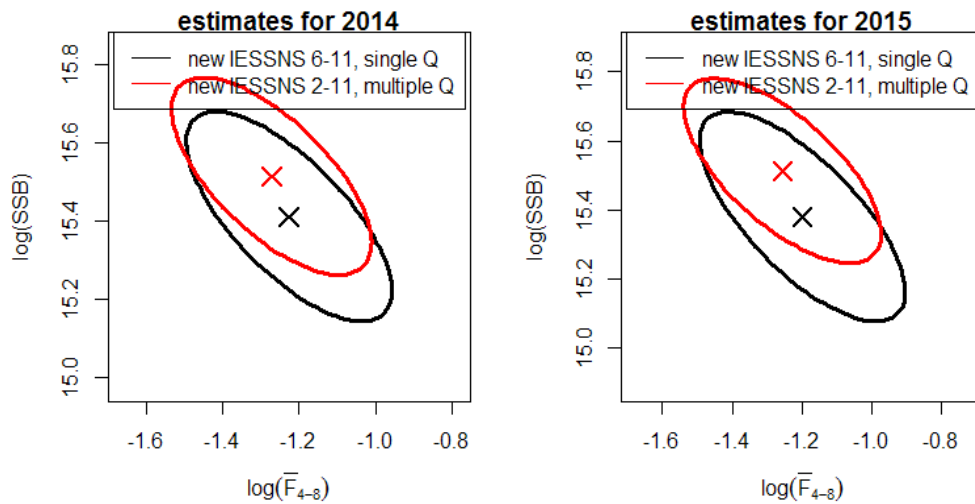 estimates for 2014
new IESSNS 6-11, single Q
new IESSNS 2-11, multiple Q
log(SSB)
15.8
15.6
15.4
15.2
15.0
-1.6
-1.4
-1.2
-1.0
-0.8
log(F̅4−8)
estimates for 2015
new IESSNS 6-11, single Q
new IESSNS 2-11, multiple Q
log(SSB)
15.8
15.6
15.4
15.2
15.0
-1.6
-1.4
-1.2
-1.0
-0.8
log(F̅4−8)